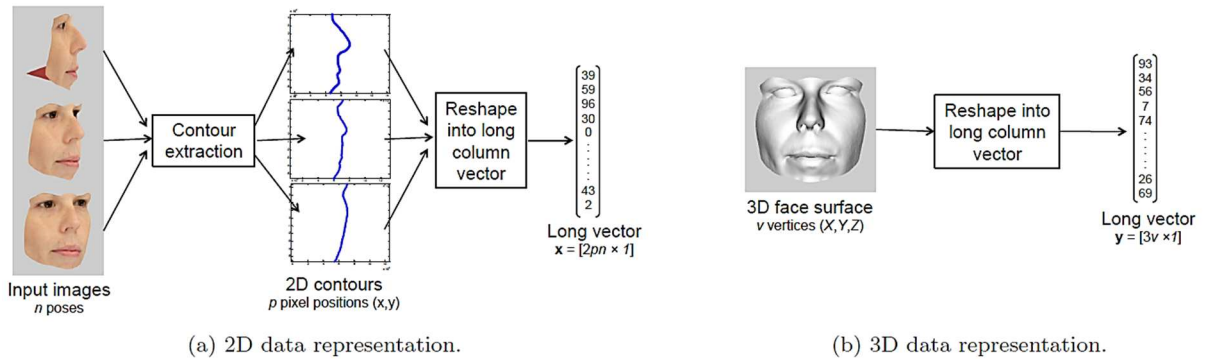 Input images
n poses
Contour
extraction
2D contours
p pixel positions (x,y)
Reshape
into long
column
vector
39
59
96
30
0
.
.
.
.
.
43
2
Long vector
x = [2pn × 1]
(a) 2D data representation.
3D face surface
v vertices (X,Y,Z)
Reshape into
long column
vector
93
34
56
7
74
.
.
.
.
.
26
69
Long vector
y = [3v ×1]
(b) 3D data representation.